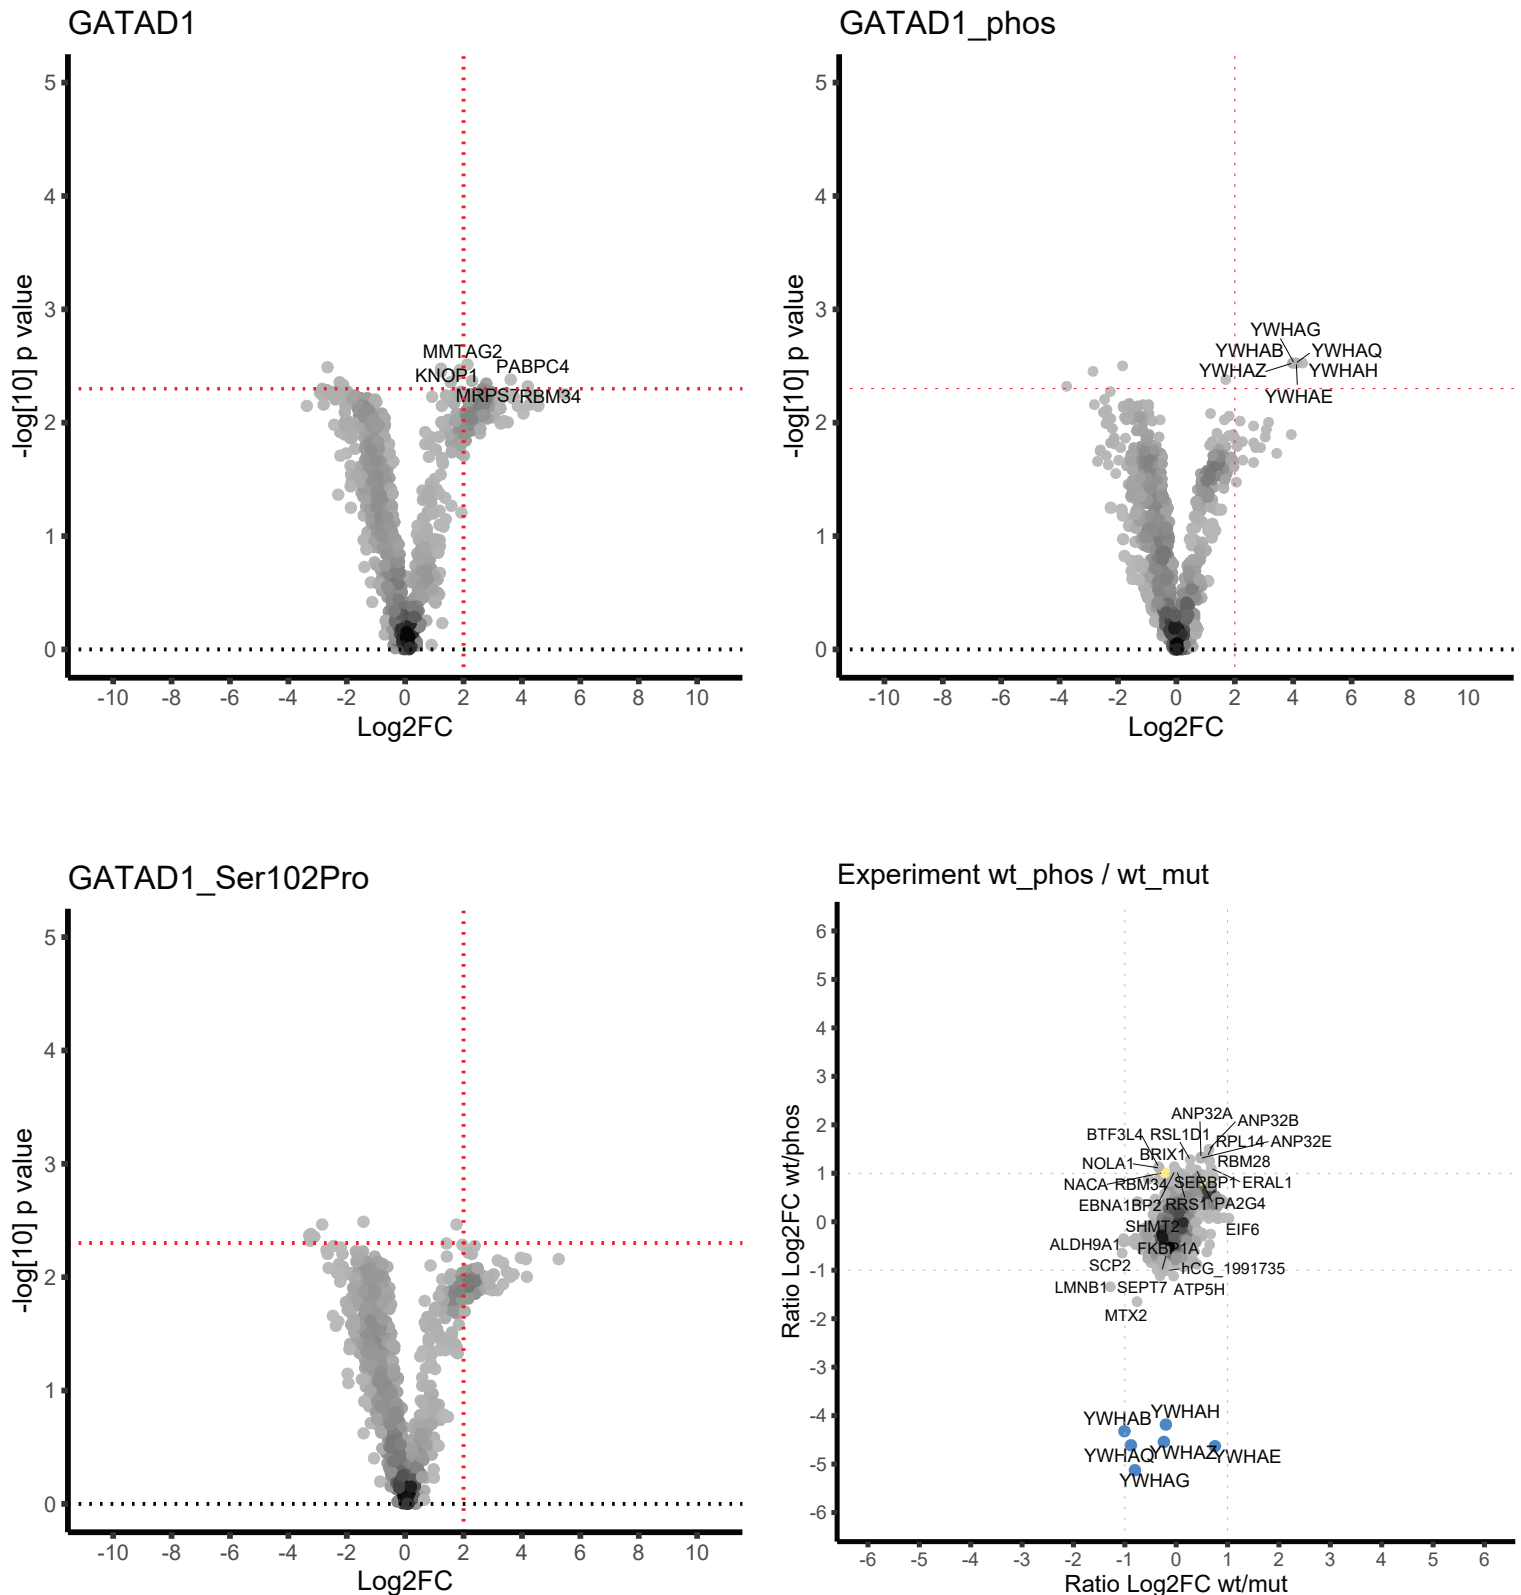 GATAD1
5
4
3
2
1
0
-log[10] p value
MMTAG2
KNOP1
PABPC4
MRPS7
RBM34
-10 -8 -6 -4 -2 0 2 4 6 8 10
Log2FC
GATAD1_phos
5
4
3
2
1
0
-log[10] p value
YWHAG
YWHAB
YWHAQ
YWHAZ
YWHAH
YWHAE
-10 -8 -6 -4 -2 0 2 4 6 8 10
Log2FC
GATAD1_Ser102Pro
5
4
3
2
1
0
-log[10] p value
-10 -8 -6 -4 -2 0 2 4 6 8 10
Log2FC
Experiment wt_phos / wt_mut
6
5
4
3
2
1
0
-1
-2
-3
-4
-5
-6
Ratio Log2FC wt/phos
ANP32A
ANP32B
BTF3L4 RSL1D1
RPL14 ANP32E
BRIX1
NOLA1
RBM28
NACA RBM34 SERBP1 ERAL1
EBNA1BP2 RRS1 PA2G4
SHMT2
EIF6
ALDH9A1 FKBP1A
SCP2 hCG_1991735
LMNB1 SEPT7 ATP5H
MTX2
YWHAB YWHAH
YWHAQ YWHAZ YWHAE
YWHAG
-6 -5 -4 -3 -2 -1 0 1 2 3 4 5 6
Ratio Log2FC wt/mut